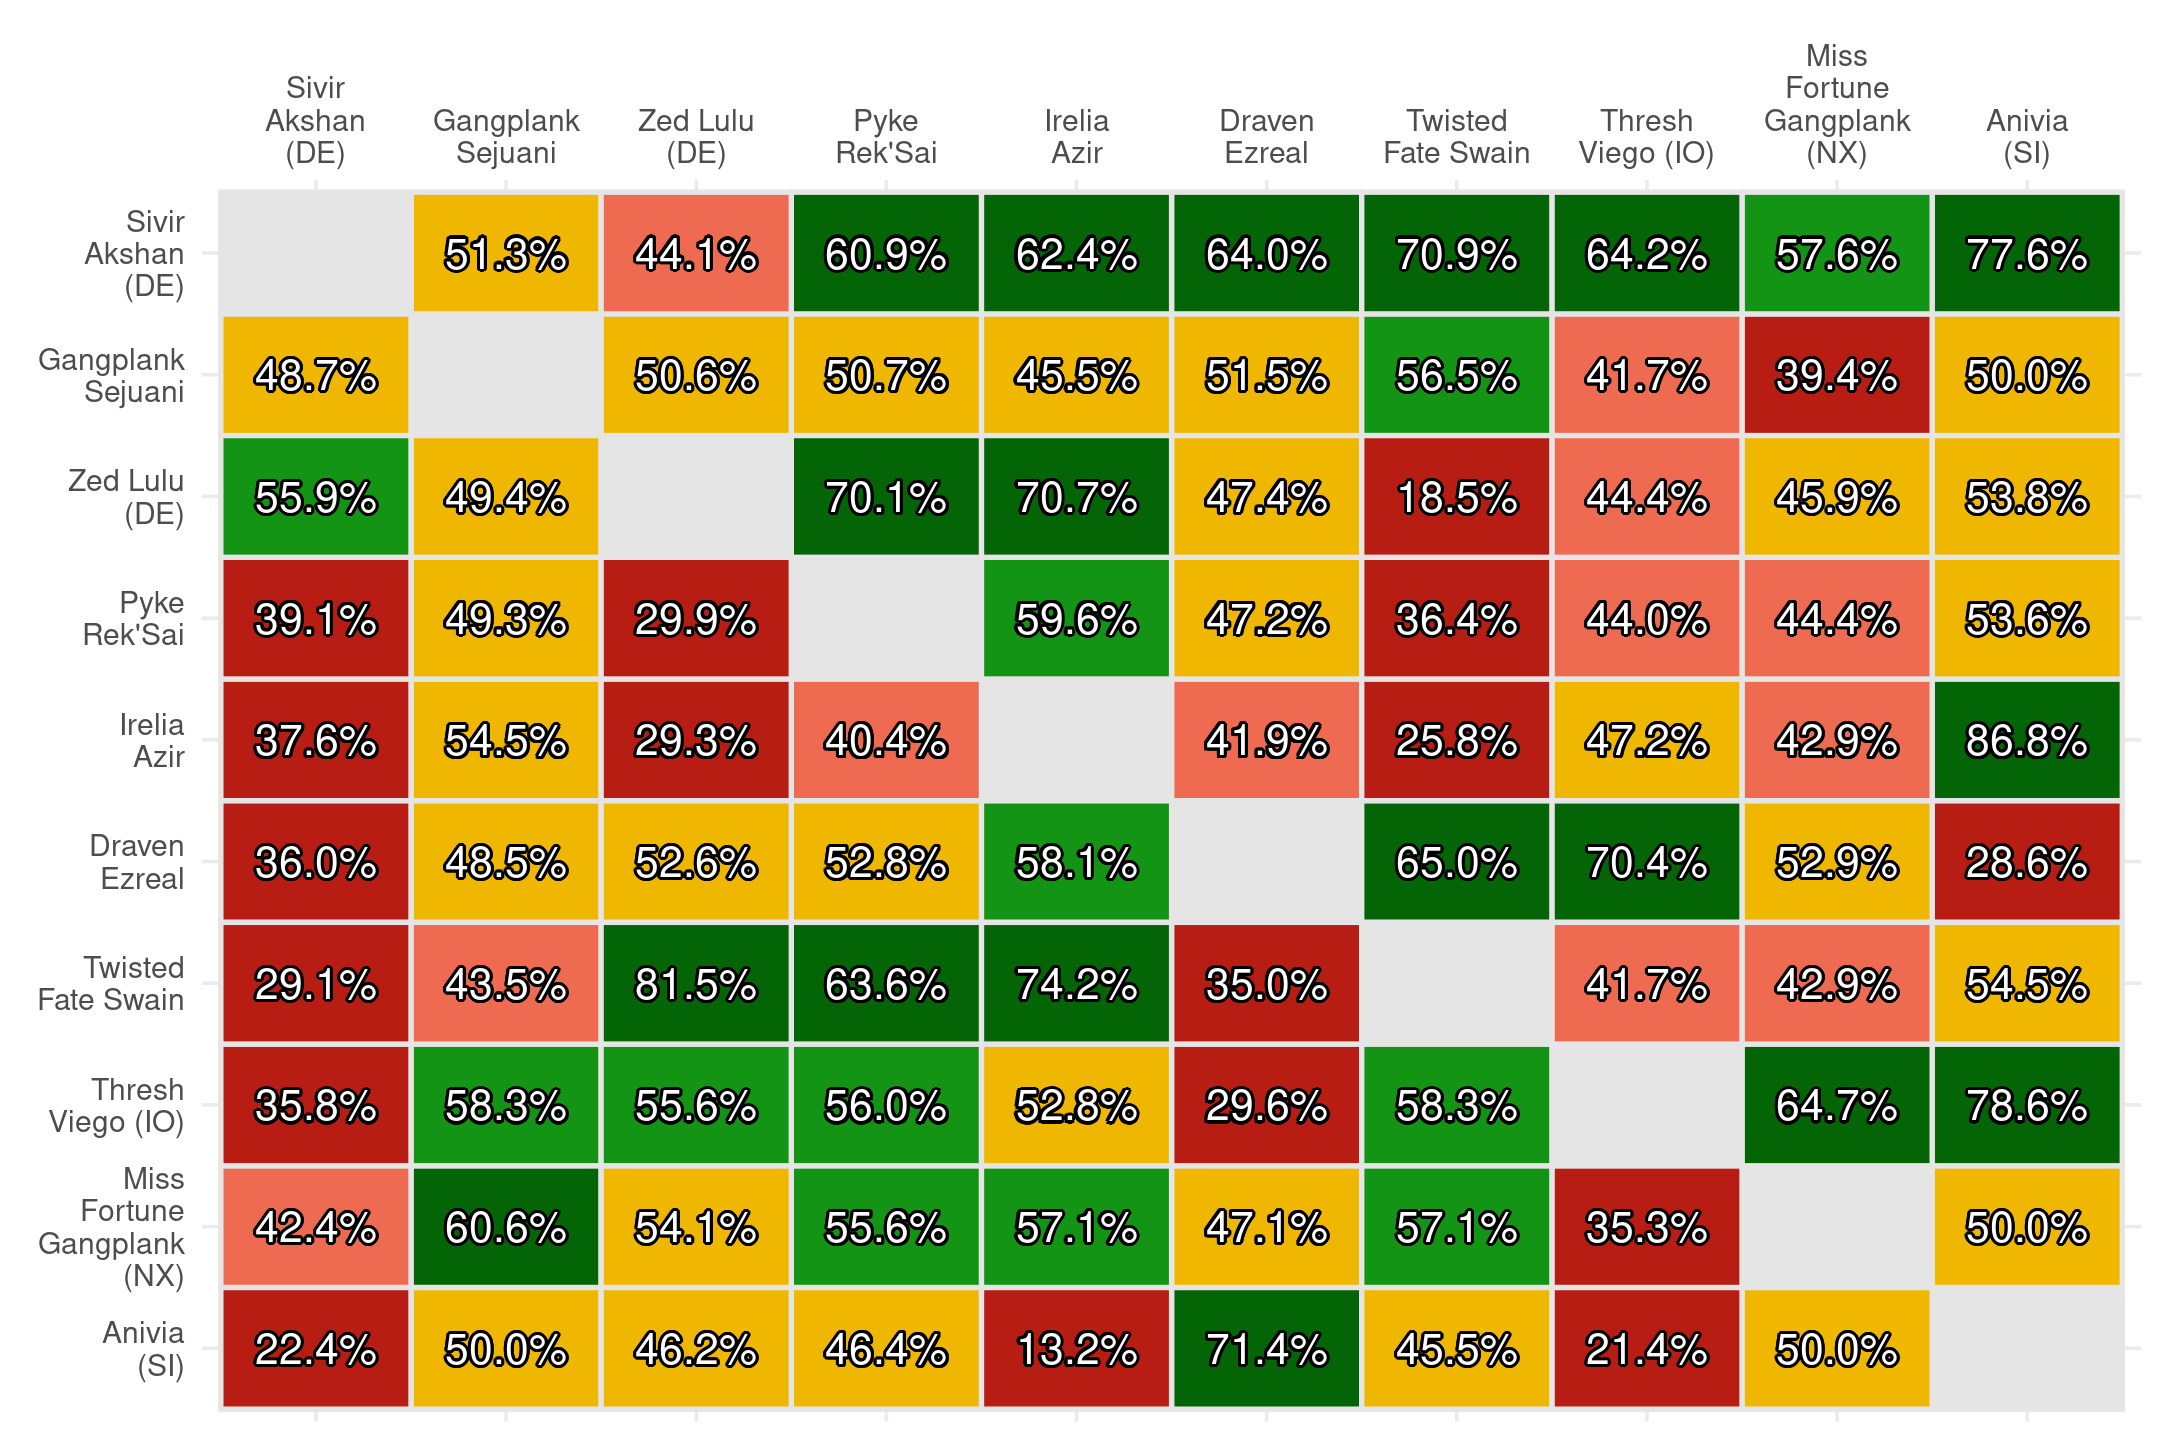 Sivir
Akshan
(DE)
Gangplank
Sejuani
Zed Lulu
(DE)
Pyke
Rek'Sai
Irelia
Azir
Draven
Ezreal
Twisted
Fate Swain
Thresh
Viego (IO)
Miss
Fortune
Gangplank
(NX)
Anivia
(SI)
Sivir
Akshan
(DE)
51.3% 44.1% 60.9% 62.4% 64.0% 70.9% 64.2% 57.6% 77.6%
Gangplank
Sejuani
48.7% 50.6% 50.7% 45.5% 51.5% 56.5% 41.7% 39.4% 50.0%
Zed Lulu
(DE)
55.9% 49.4% 70.1% 70.7% 47.4% 18.5% 44.4% 45.9% 53.8%
Pyke
Rek'Sai
39.1% 49.3% 29.9% 59.6% 47.2% 36.4% 44.0% 44.4% 53.6%
Irelia
Azir
37.6% 54.5% 29.3% 40.4% 41.9% 25.8% 47.2% 42.9% 86.8%
Draven
Ezreal
36.0% 48.5% 52.6% 52.8% 58.1% 65.0% 70.4% 52.9% 28.6%
Twisted
Fate Swain
29.1% 43.5% 81.5% 63.6% 74.2% 35.0% 41.7% 42.9% 54.5%
Thresh
Viego (IO)
35.8% 58.3% 55.6% 56.0% 52.8% 29.6% 58.3% 64.7% 78.6%
Miss
Fortune
Gangplank
(NX)
42.4% 60.6% 54.1% 55.6% 57.1% 47.1% 57.1% 35.3% 50.0%
Anivia
(SI)
22.4% 50.0% 46.2% 46.4% 13.2% 71.4% 45.5% 21.4% 50.0%